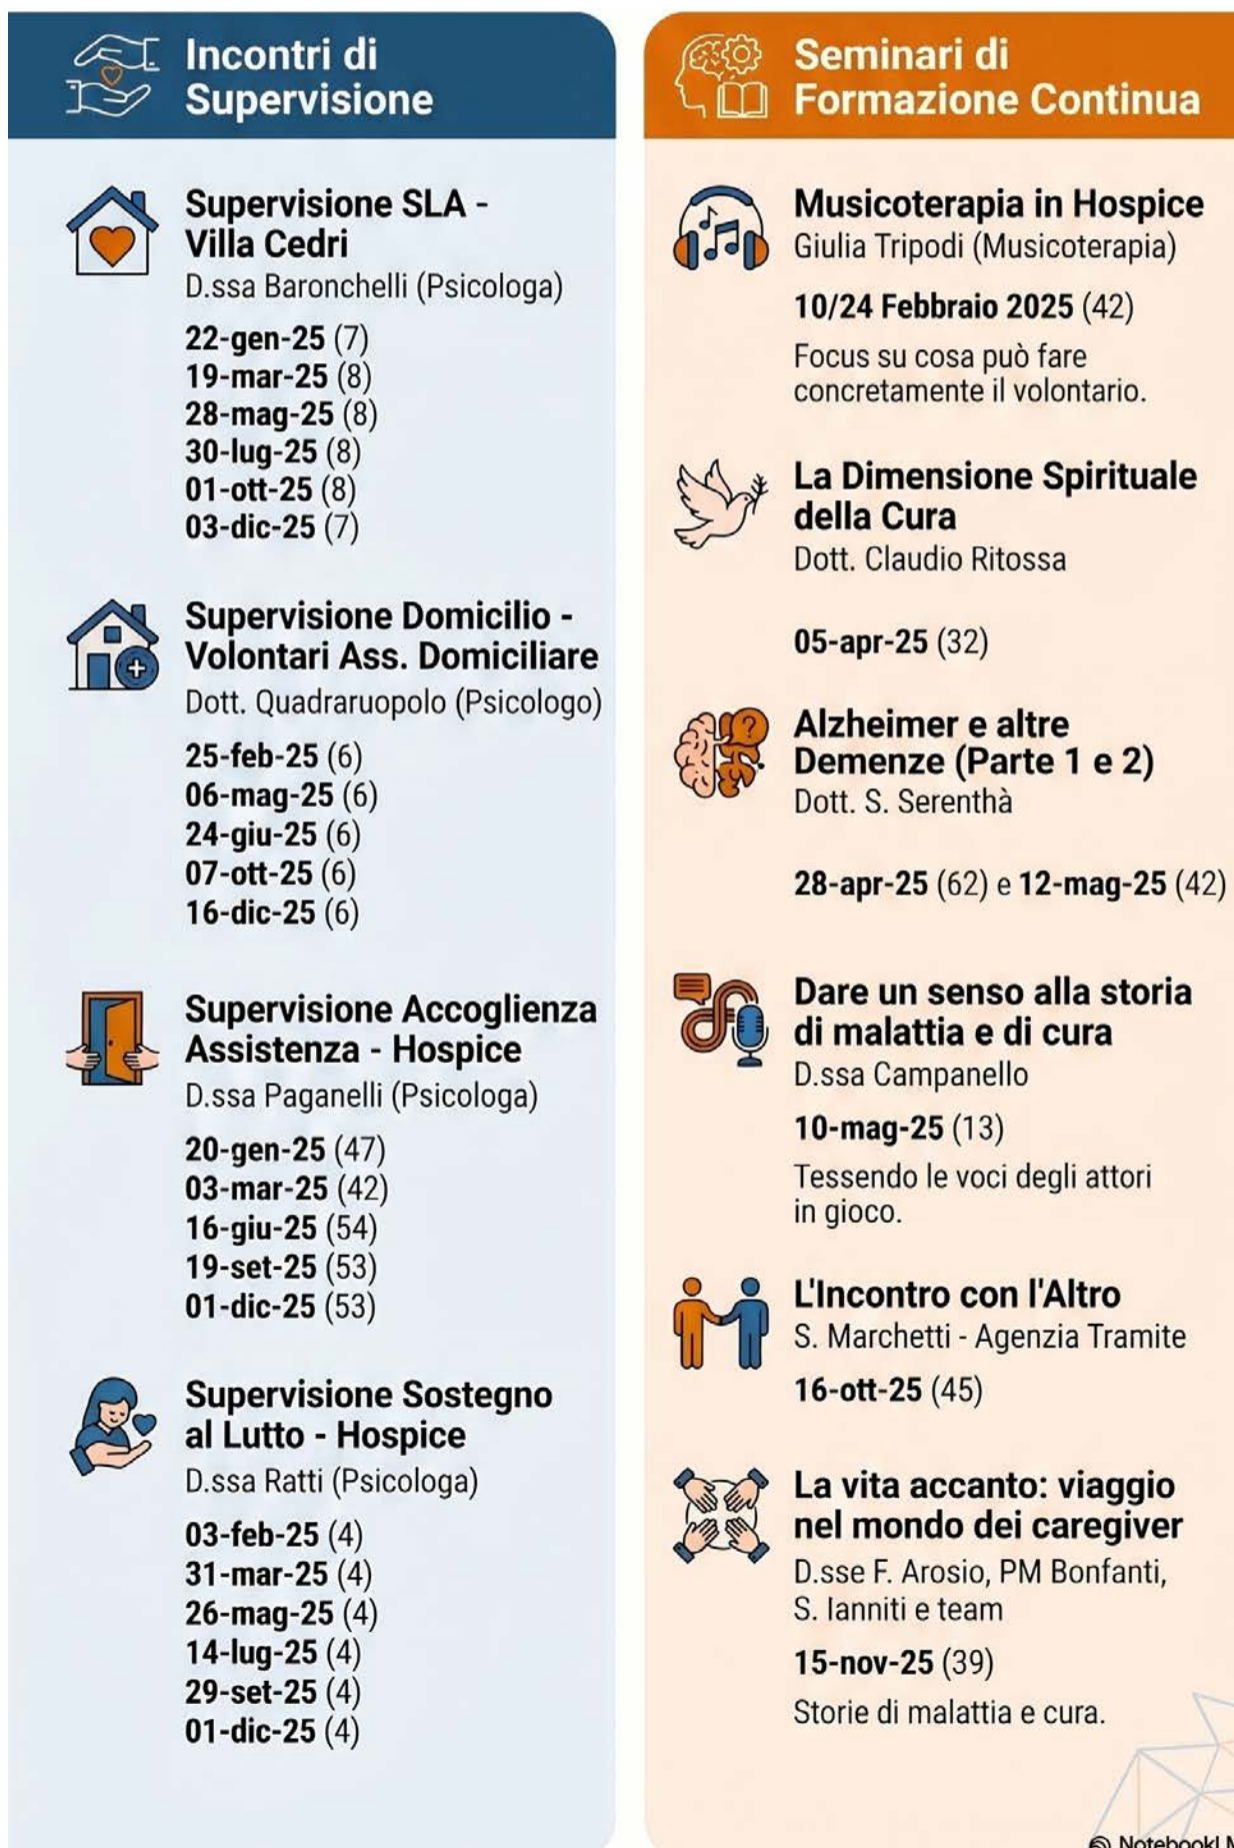 Incontri di
Supervisione
Supervisione SLA -
Villa Cedri
D.ssa Baronchelli (Psicologa)
22-gen-25 (7)
19-mar-25 (8)
28-mag-25 (8)
30-lug-25 (8)
01-ott-25 (8)
03-dic-25 (7)
Supervisione Domicilio -
Volontari Ass. Domiciliare
Dott. Quadraruopolo (Psicologo)
25-feb-25 (6)
06-mag-25 (6)
24-giu-25 (6)
07-ott-25 (6)
16-dic-25 (6)
Supervisione Accoglienza
Assistenza - Hospice
D.ssa Paganelli (Psicologa)
20-gen-25 (47)
03-mar-25 (42)
16-giu-25 (54)
19-set-25 (53)
01-dic-25 (53)
Supervisione Sostegno
al Lutto - Hospice
D.ssa Ratti (Psicologa)
03-feb-25 (4)
31-mar-25 (4)
26-mag-25 (4)
14-lug-25 (4)
29-set-25 (4)
01-dic-25 (4)
Seminari di
Formazione Continua
Musicoterapia in Hospice
Giulia Tripodi (Musicoterapia)
10/24 Febbraio 2025 (42)
Focus su cosa può fare
concretamente il volontario.
La Dimensione Spirituale
della Cura
Dott. Claudio Ritossa
05-apr-25 (32)
Alzheimer e altre
Demenze (Parte 1 e 2)
Dott. S. Serenthà
28-apr-25 (62) e 12-mag-25 (42)
Dare un senso alla storia
di malattia e di cura
D.ssa Campanello
10-mag-25 (13)
Tessendo le voci degli attori
in gioco.
L'Incontro con l'Altro
S. Marchetti - Agenzia Tramite
16-ott-25 (45)
La vita accanto: viaggio
nel mondo dei caregiver
D.sse F. Arosio, PM Bonfanti,
S. Ianniti e team
15-nov-25 (39)
Storie di malattia e cura.
NotebookLM